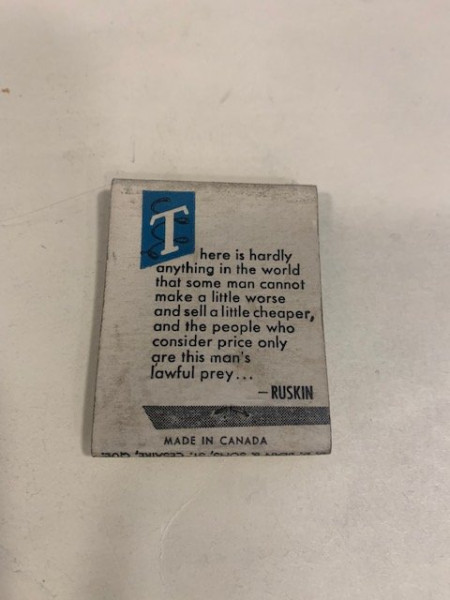 There is hardly
anything in the world
that some man cannot
make a little worse
and sell a little cheaper,
and the people who
consider price only
are this man's
lawful prey...
— RUSKIN
MADE IN CANADA